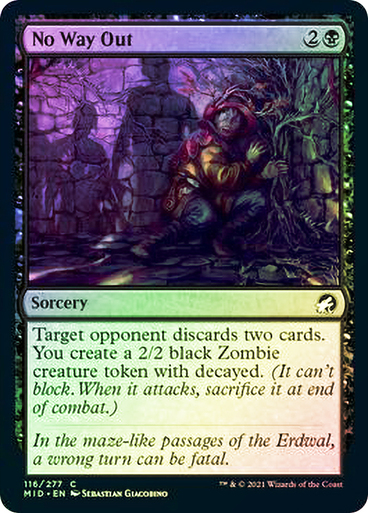 No Way Out 2
Sorcery
Target opponent discards two cards.
You create a 2/2 black Zombie
creature token with decayed. (It can't
block. When it attacks, sacrifice it at end
of combat.)
In the maze-like passages of the Erdwal,
a wrong turn can be fatal.
116/277 C
MID • EN Sebastian Giacobino
™ & © 2021 Wizards of the Coast